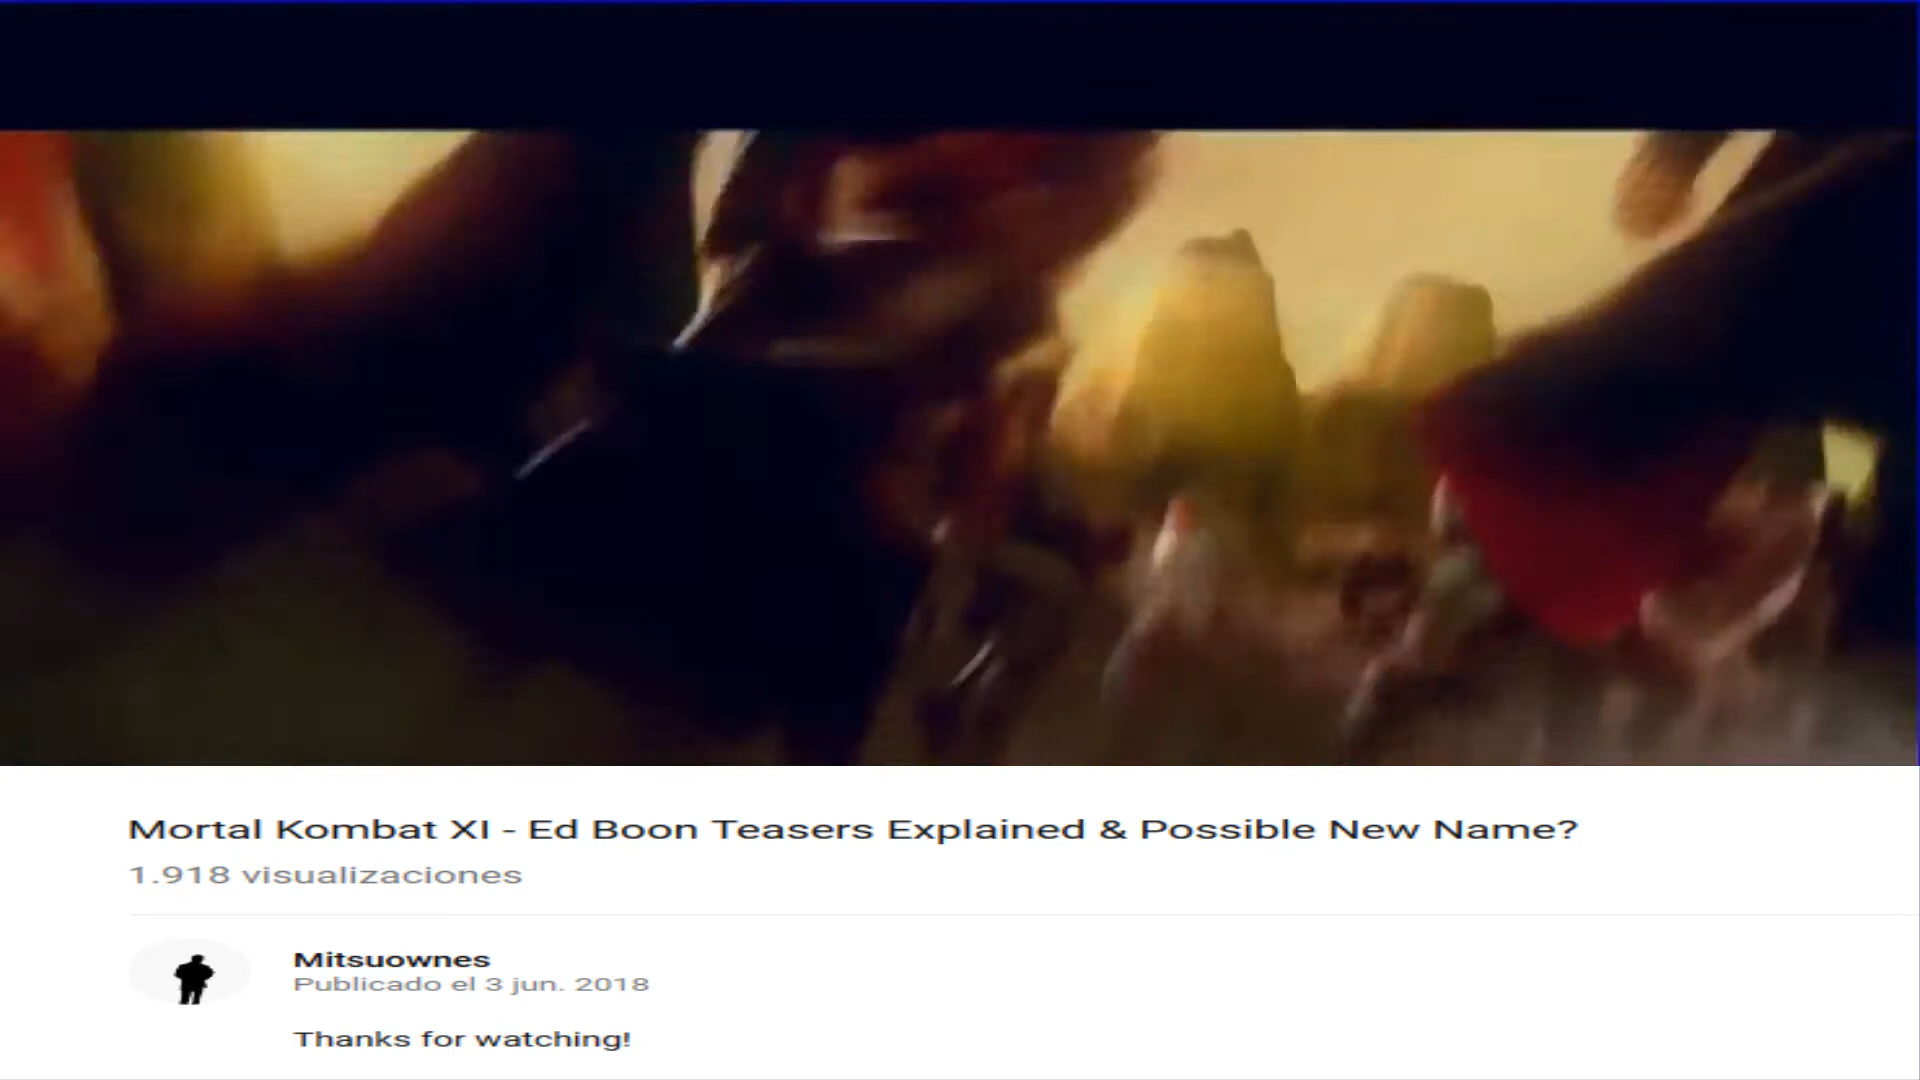 Mortal Kombat XI - Ed Boon Teasers Explained & Possible New Name?
1.918 visualizaciones
Mitsuownes
Publicado el 3 jun. 2018
Thanks for watching!